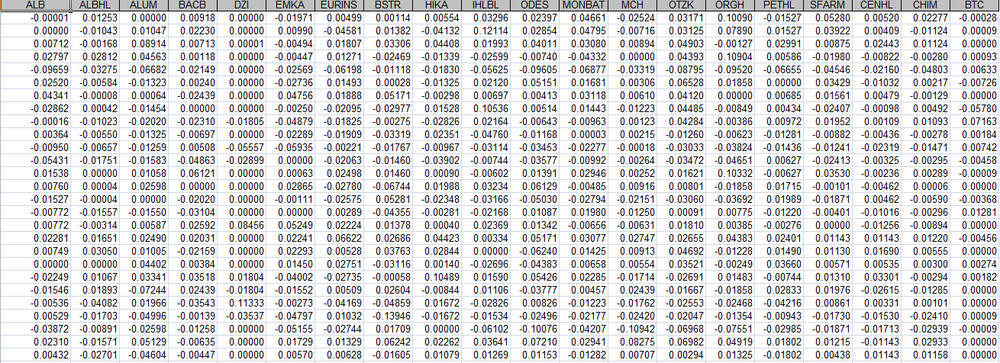 ALB ALBHL ALUM BACB DZI EMKA EURINS BSTR HIKA IHLBL ODES MONBAT MCH OTZK ORGH PETHL SFARM CENHL CHIM BTC
-0.00001 0.01253 0.00000 0.00918 0.00000 -0.01971 0.00499 0.00114 0.00554 0.03296 0.02397 0.04661 -0.02524 0.03171 0.10090 -0.01527 0.05280 0.00520 0.02277 -0.00028
0.00000 -0.01043 0.01047 0.02230 0.00000 0.00990 -0.04581 0.01382 -0.04132 0.12114 0.02854 0.04795 -0.00716 0.03125 0.07890 0.01527 0.03922 0.00409 -0.01124 0.00009
0.00712 -0.00168 0.08914 0.00713 0.00001 -0.00494 0.01807 0.03306 0.04408 0.01993 0.04011 0.03080 0.00894 0.04903 -0.00127 0.02991 0.00875 0.02443 0.01124 0.00000
0.02797 0.02812 0.04563 0.00118 0.00000 -0.00447 0.01271 -0.02469 -0.01339 -0.02599 -0.00740 -0.04332 0.00000 0.04393 0.10904 0.00586 -0.01980 -0.00822 -0.00280 0.00093
-0.09659 -0.03275 -0.06682 -0.02149 0.00000 -0.02569 -0.06198 -0.01118 -0.01830 -0.05625 -0.09605 -0.06877 -0.03319 -0.08795 -0.09520 -0.06655 -0.04546 -0.02160 -0.04803 0.00633
0.02520 -0.00584 -0.01323 0.00240 0.00000 -0.02736 0.01493 0.00028 -0.01325 0.02120 0.05151 0.01681 0.00306 0.06528 0.01858 0.00000 0.03429 -0.01032 0.00217 -0.00726
0.04341 -0.00008 0.00064 -0.02439 0.00000 0.04756 0.01888 0.05171 -0.00298 0.00697 0.00413 0.03118 0.00610 0.04120 0.00000 0.00685 0.01561 0.00479 -0.00129 0.00000
-0.02862 0.00042 -0.01454 0.00000 0.00000 -0.00250 -0.02095 -0.02977 0.01528 0.10536 0.00514 0.01443 -0.01223 0.04485 -0.00849 0.00434 -0.02407 -0.00098 0.00492 -0.05780
-0.00016 -0.01023 -0.02020 -0.02310 -0.01805 -0.04879 -0.01825 -0.00275 -0.02826 0.02164 -0.00643 -0.00963 0.00123 0.04284 -0.00386 0.00972 0.01952 0.00109 0.01093 0.07163
0.00364 -0.00550 -0.01325 -0.00697 0.00000 -0.02289 -0.01909 -0.03319 0.02351 -0.04760 -0.01168 0.00003 0.00215 -0.01260 -0.00623 -0.01281 -0.00882 -0.00436 -0.00278 0.00184
-0.00950 -0.00657 -0.01259 0.00508 -0.05557 -0.05935 -0.00221 -0.01767 -0.00967 -0.03114 -0.03453 -0.02277 -0.00018 -0.03033 -0.03824 -0.01436 -0.01241 -0.02319 -0.01471 0.00742
-0.05431 -0.01751 -0.01583 -0.04863 -0.02899 0.00000 -0.02063 -0.01460 -0.03902 -0.00744 -0.03577 -0.00992 -0.00264 -0.03472 -0.04651 0.00627 -0.02413 -0.00325 -0.00295 -0.00458
0.01538 0.00000 0.01058 0.06121 0.00000 0.00063 0.02498 0.01460 0.00090 -0.00602 0.01391 0.02946 0.00252 0.01621 0.10332 -0.00627 0.03530 -0.00236 0.00289 -0.00009
0.00760 0.00004 0.02598 0.00000 0.00000 0.02865 -0.02780 -0.06744 0.01988 0.03234 0.06129 -0.00485 0.00916 0.00801 -0.01858 0.01715 -0.00101 -0.00462 0.00006 0.00000
-0.01527 -0.00004 0.00000 -0.02020 0.00000 -0.00111 -0.02575 0.05281 -0.02348 -0.03166 -0.05030 -0.02794 -0.02151 -0.03060 -0.03692 0.01989 -0.01871 0.00462 -0.00590 -0.00368
-0.00772 -0.01557 -0.01550 -0.03104 0.00000 0.00000 0.00289 -0.04355 -0.00281 -0.02168 0.01087 0.01980 -0.01250 0.00091 0.00775 -0.01220 -0.00401 -0.01016 -0.00296 0.01281
0.00772 -0.00314 0.00587 0.02592 0.08456 0.05249 0.02224 0.01378 0.00040 0.02369 0.01342 -0.00656 -0.00631 0.01810 0.00385 -0.00276 0.00000 -0.01256 -0.00894 0.00000
0.02281 0.01651 0.02490 0.02031 0.00000 0.02241 0.06622 0.02686 0.04423 0.00334 0.05171 0.03077 0.02747 0.02655 0.04383 0.02401 0.01143 0.01143 0.01220 -0.00456
0.00749 0.03050 0.01005 -0.02159 0.00000 0.02293 0.00528 0.03763 0.02844 0.00000 -0.06240 0.01425 0.00913 0.04692 -0.01228 0.01490 0.01130 0.01690 0.00555 0.00000
0.00000 0.00000 0.04402 0.00384 0.00000 0.01450 0.02751 -0.03116 0.00140 -0.02696 -0.04383 0.00658 0.00554 0.03521 -0.00249 0.03660 0.00571 0.00535 0.00300 0.00274
-0.02249 0.01067 0.03341 0.03518 0.01804 -0.04002 -0.02735 -0.00058 0.10489 0.01590 0.05426 0.02285 -0.01714 -0.02691 0.01483 -0.00744 0.01310 0.03301 -0.00294 0.00182
-0.01546 0.01893 -0.07244 0.02439 -0.01804 -0.01552 0.00509 0.02604 -0.00844 0.01106 -0.03777 0.00457 0.02439 -0.01667 -0.01858 0.02833 0.01976 -0.02615 -0.01285 0.00000
-0.00536 -0.04082 0.01966 -0.03543 0.11333 -0.00273 -0.04169 -0.04859 0.01672 -0.02826 0.00826 -0.01223 -0.01762 -0.02553 -0.02468 -0.04216 0.00861 0.00331 0.00101 0.00000
0.00529 -0.01703 -0.04996 -0.00139 -0.03537 -0.04797 0.01032 -0.13946 -0.01672 -0.01534 -0.02496 -0.02177 -0.02420 -0.02047 -0.01354 -0.00943 -0.01730 -0.01530 -0.02410 0.00009
-0.03872 -0.00891 -0.02598 -0.01258 0.00000 -0.05155 -0.02744 0.01709 0.00000 -0.06102 -0.10076 -0.04207 -0.10942 -0.06968 -0.07551 -0.02985 -0.01871 -0.01713 -0.02939 -0.00009
0.02310 -0.01571 0.05129 -0.00635 0.00000 0.01729 0.01329 0.06242 0.02262 0.03641 0.07210 0.02941 0.08275 0.06982 0.04919 0.01802 0.01215 -0.01143 0.02933 0.00000
0.00432 -0.02701 -0.04604 -0.00447 0.00000 0.00570 0.00628 -0.01605 0.01079 0.01269 0.01153 -0.01282 0.00707 0.00294 0.01325 -0.01802 0.00438 0.01143 0.01158 0.00000